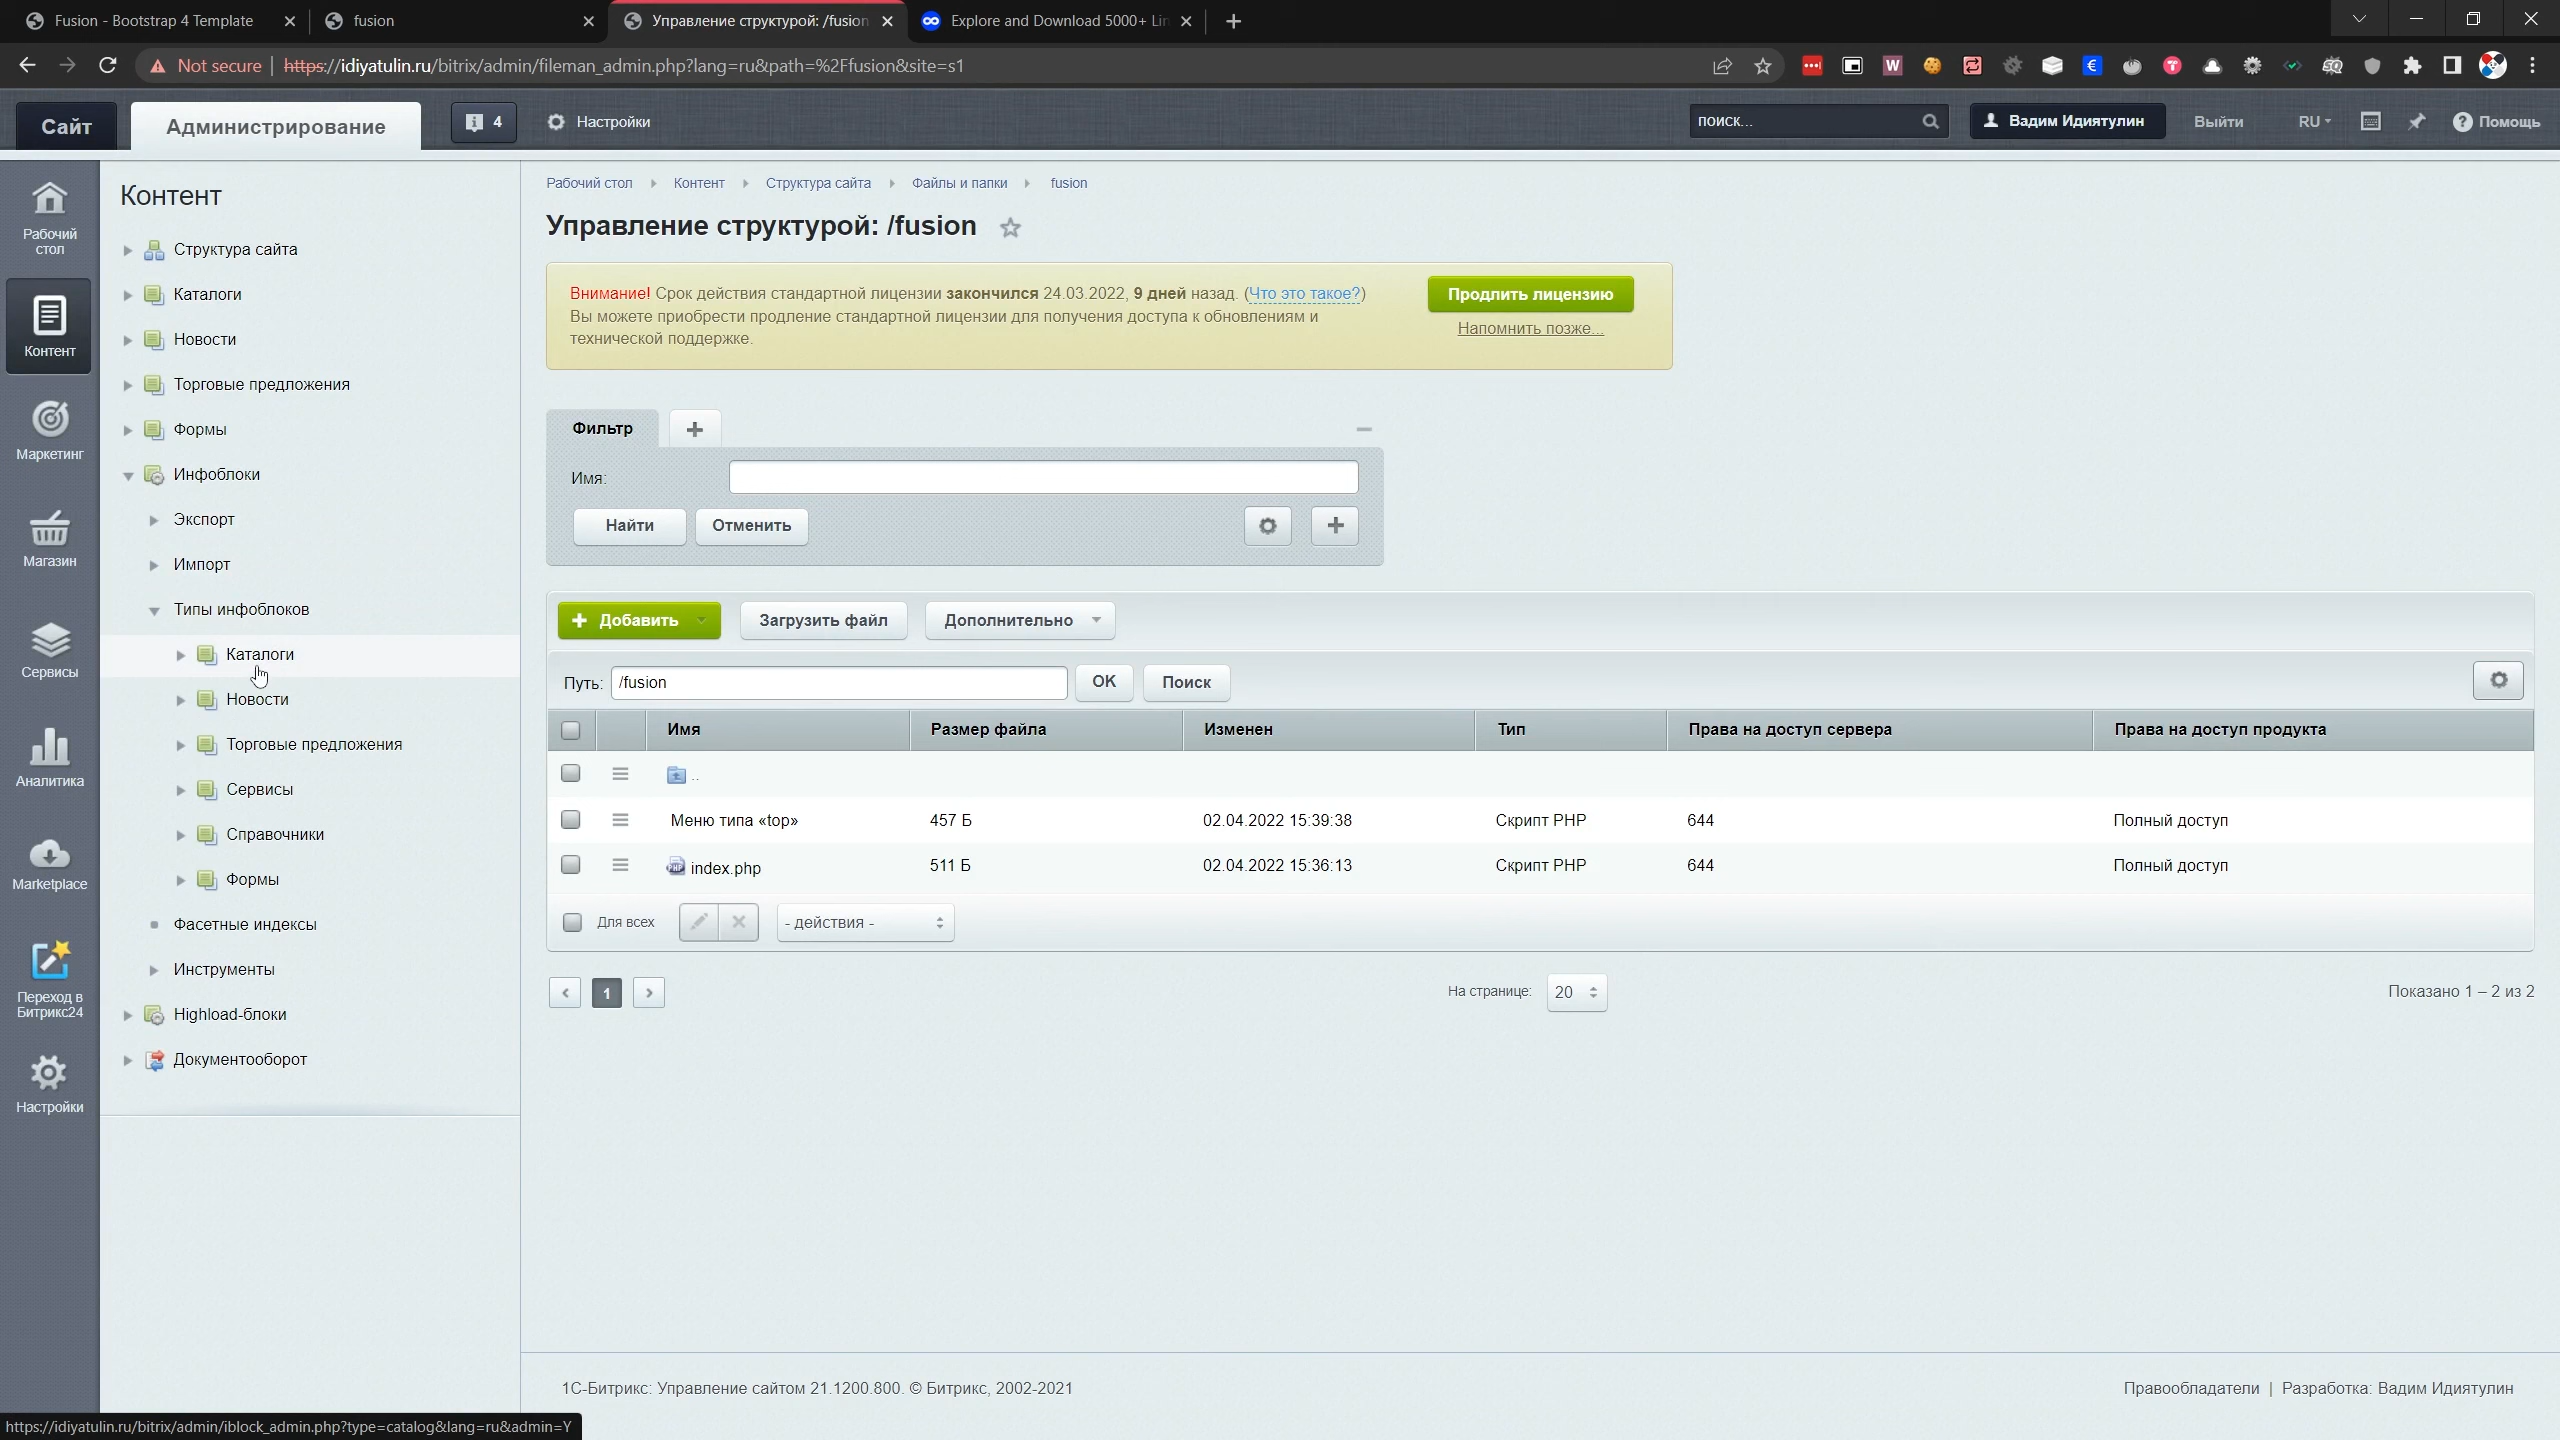 Fusion - Bootstrap 4 Template
fusion
Управление структурой: /fusion
Explore and Download 5000+ Lin
Not secure
https://idiyatulin.ru/bitrix/admin/fileman_admin.php?lang=ru&path=%2Ffusion&site=s1
Сайт
Администрирование
4
Настройки
поиск...
Вадим Идиятулин
Выйти
RU
Помощь
Рабочий стол
Контент
Маркетинг
Магазин
Сервисы
Аналитика
Marketplace
Переход в Битрикс24
Настройки
Контент
Структура сайта
Каталоги
Новости
Торговые предложения
Формы
Инфоблоки
Экспорт
Импорт
Типы инфоблоков
Каталоги
Новости
Торговые предложения
Сервисы
Справочники
Формы
Фасетные индексы
Инструменты
Highload-блоки
Документооборот
Рабочий стол Контент Структура сайта Файлы и папки fusion
Управление структурой: /fusion
Внимание! Срок действия стандартной лицензии закончился 24.03.2022, 9 дней назад. (Что это такое?)
Вы можете приобрести продление стандартной лицензии для получения доступа к обновлениям и
технической поддержке.
Продлить лицензию
Напомнить позже...
Фильтр
Имя:
Найти Отменить
Добавить Загрузить файл Дополнительно
Путь: /fusion OK Поиск
Имя Размер файла Изменен Тип Права на доступ сервера Права на доступ продукта
..
Меню типа «top» 457 Б 02.04.2022 15:39:38 Скрипт PHP 644 Полный доступ
index.php 511 Б 02.04.2022 15:36:13 Скрипт PHP 644 Полный доступ
Для всех - действия -
1
На странице: 20
Показано 1 – 2 из 2
1С-Битрикс: Управление сайтом 21.1200.800. © Битрикс, 2002-2021
Правообладатели | Разработка: Вадим Идиятулин
https://idiyatulin.ru/bitrix/admin/iblock_admin.php?type=catalog&lang=ru&admin=Y